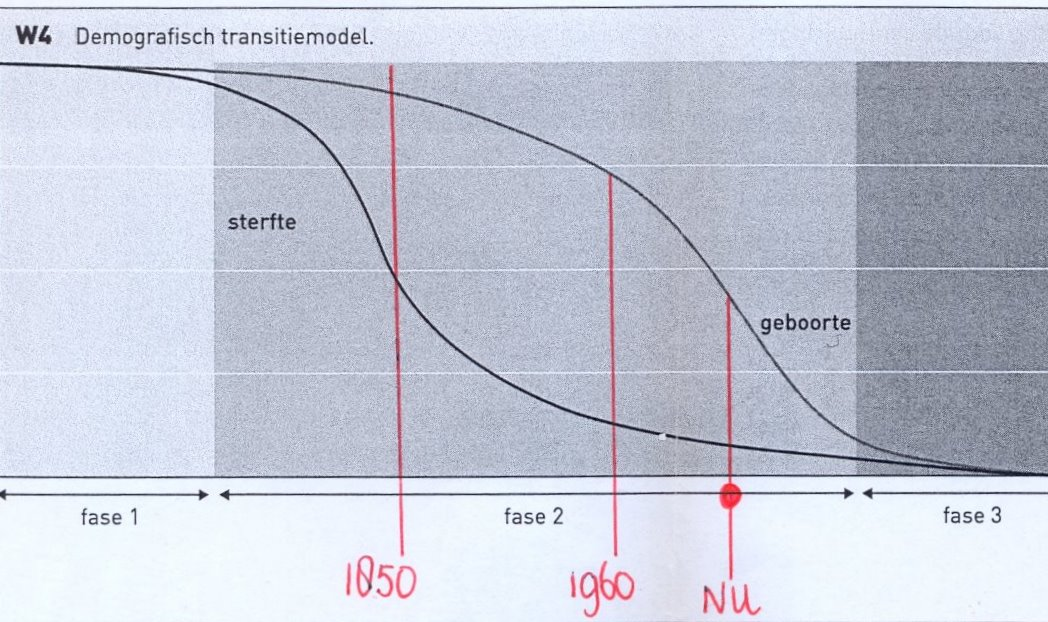 W4 Demografisch transitiemodel.
sterfte
geboorte
fase 1
fase 2
fase 3
1850
1960
NU